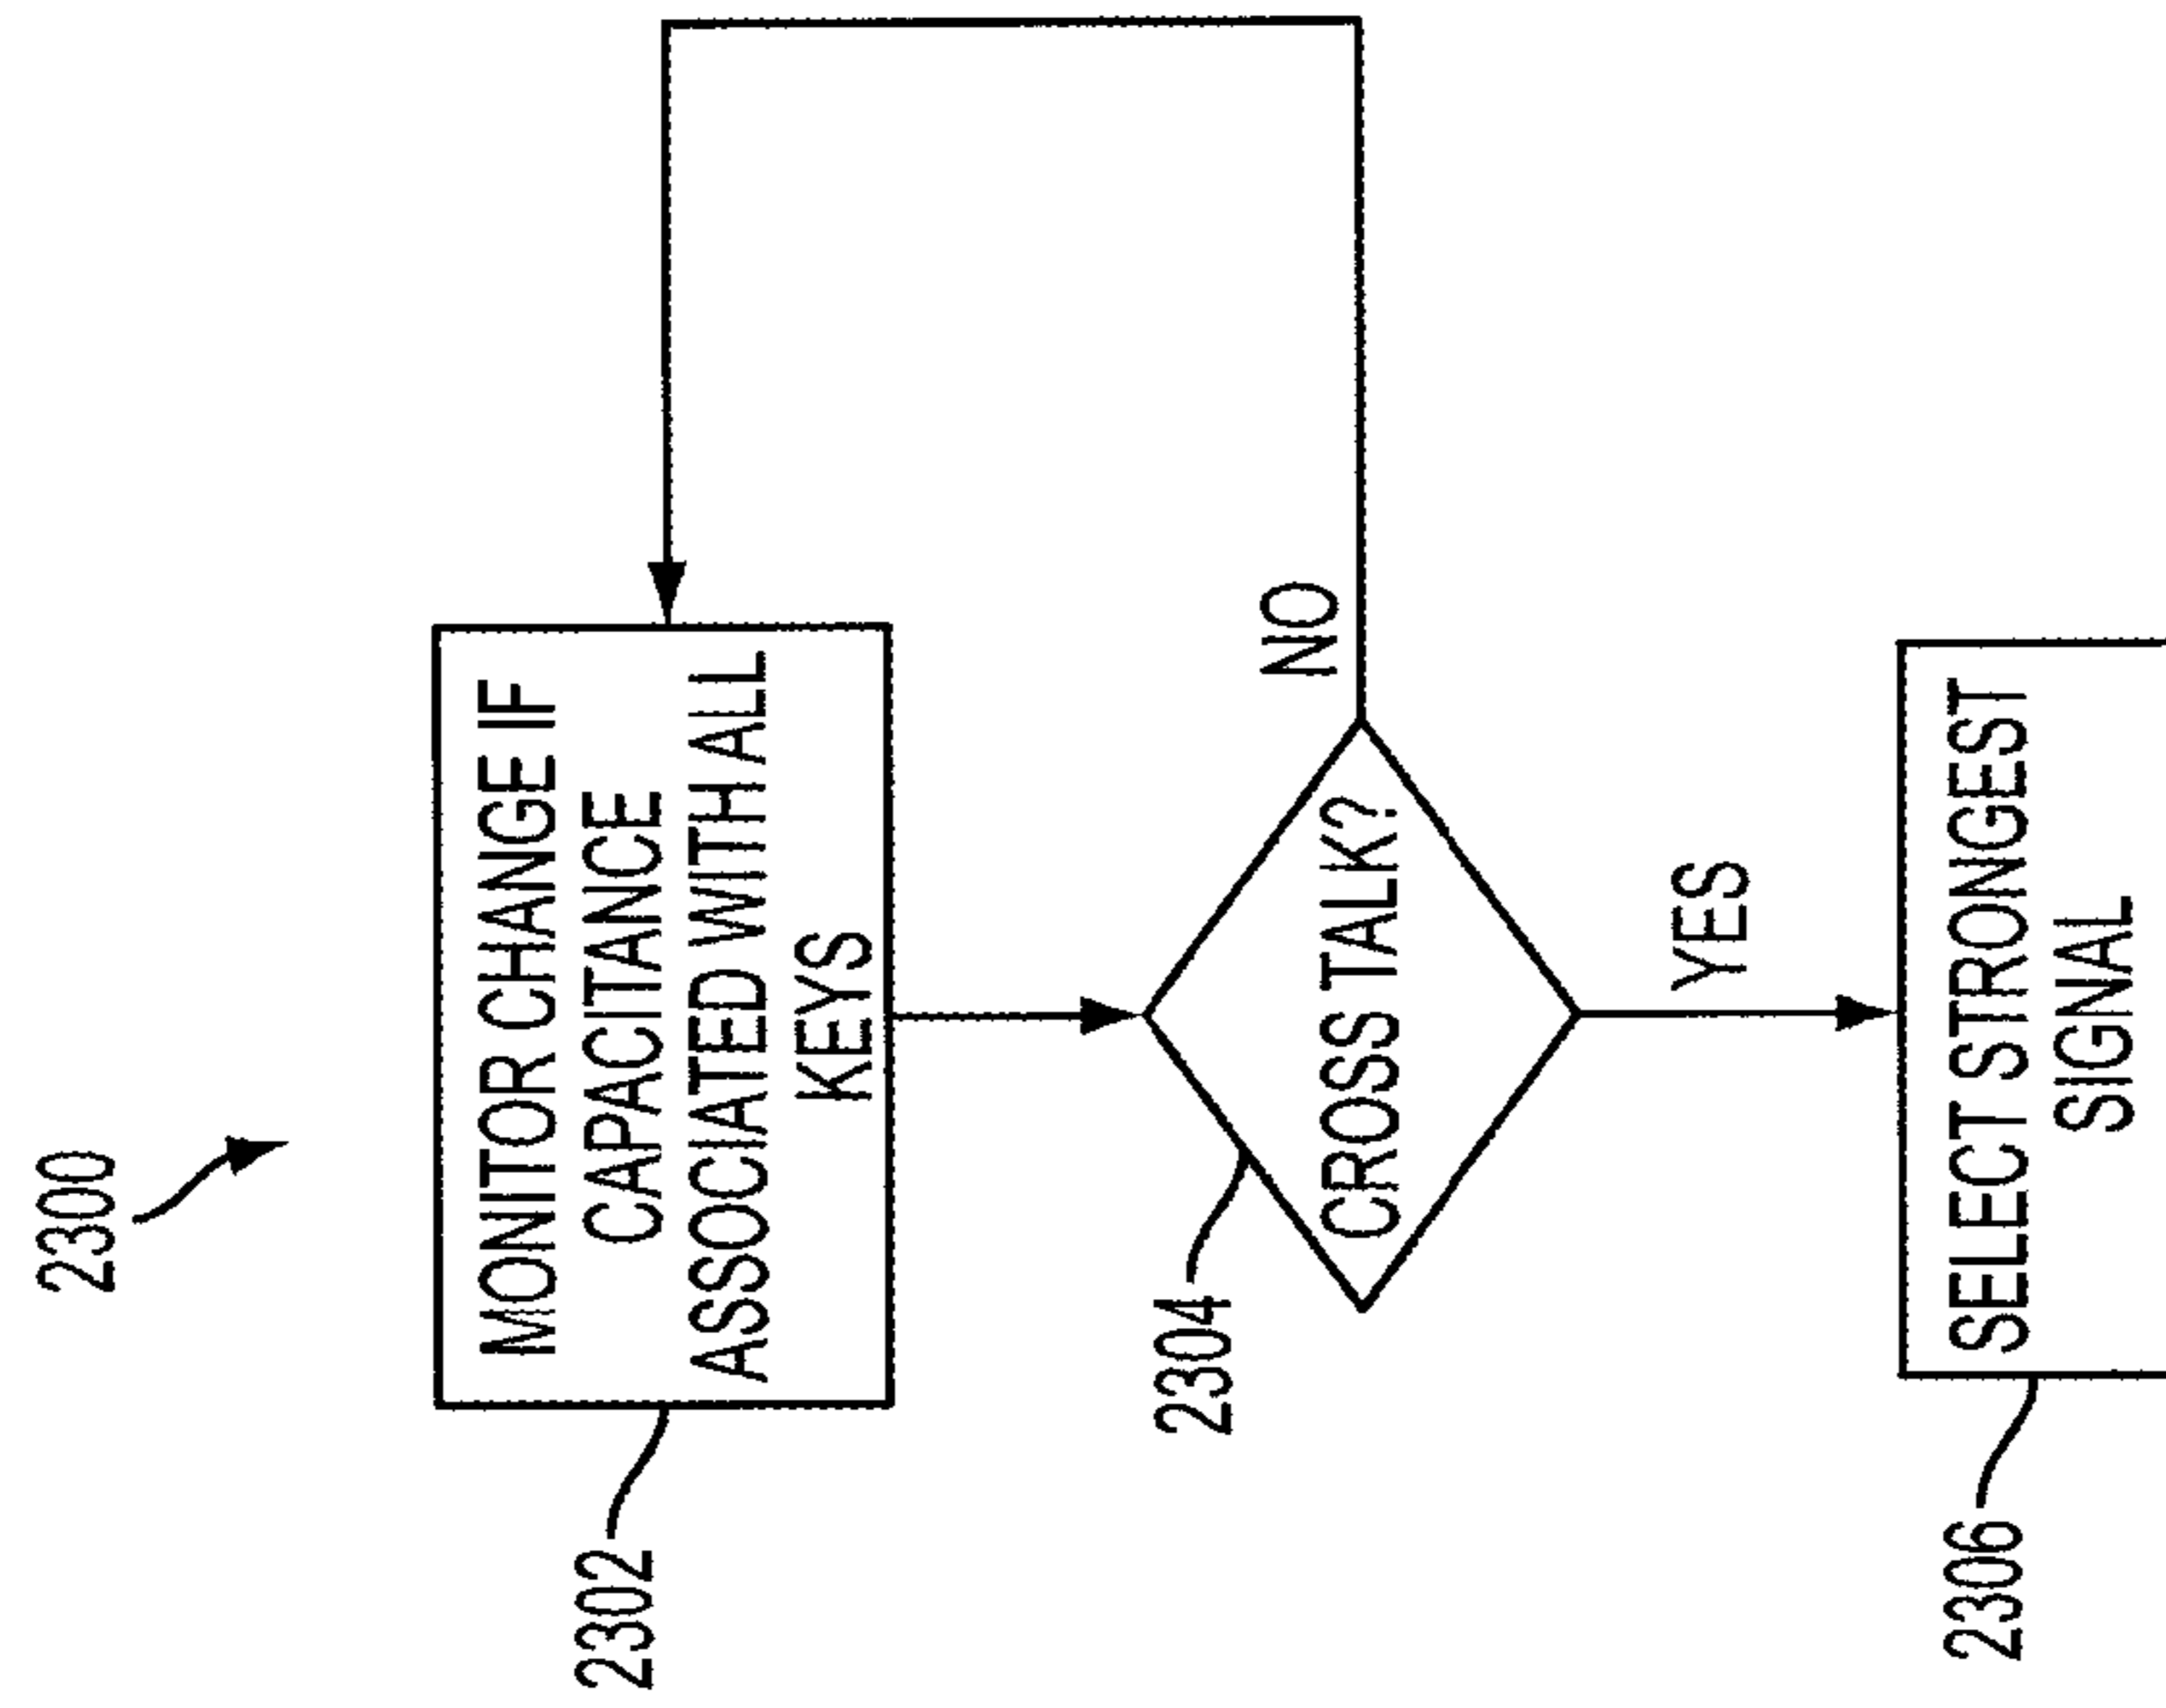 2300
MONITOR CHANGE IF
CAPACITANCE
ASSOCIATED WITH ALL
KEYS
2302
2304
CROSS TALK?
NO
YES
SELECT STRONGEST
SIGNAL
2306